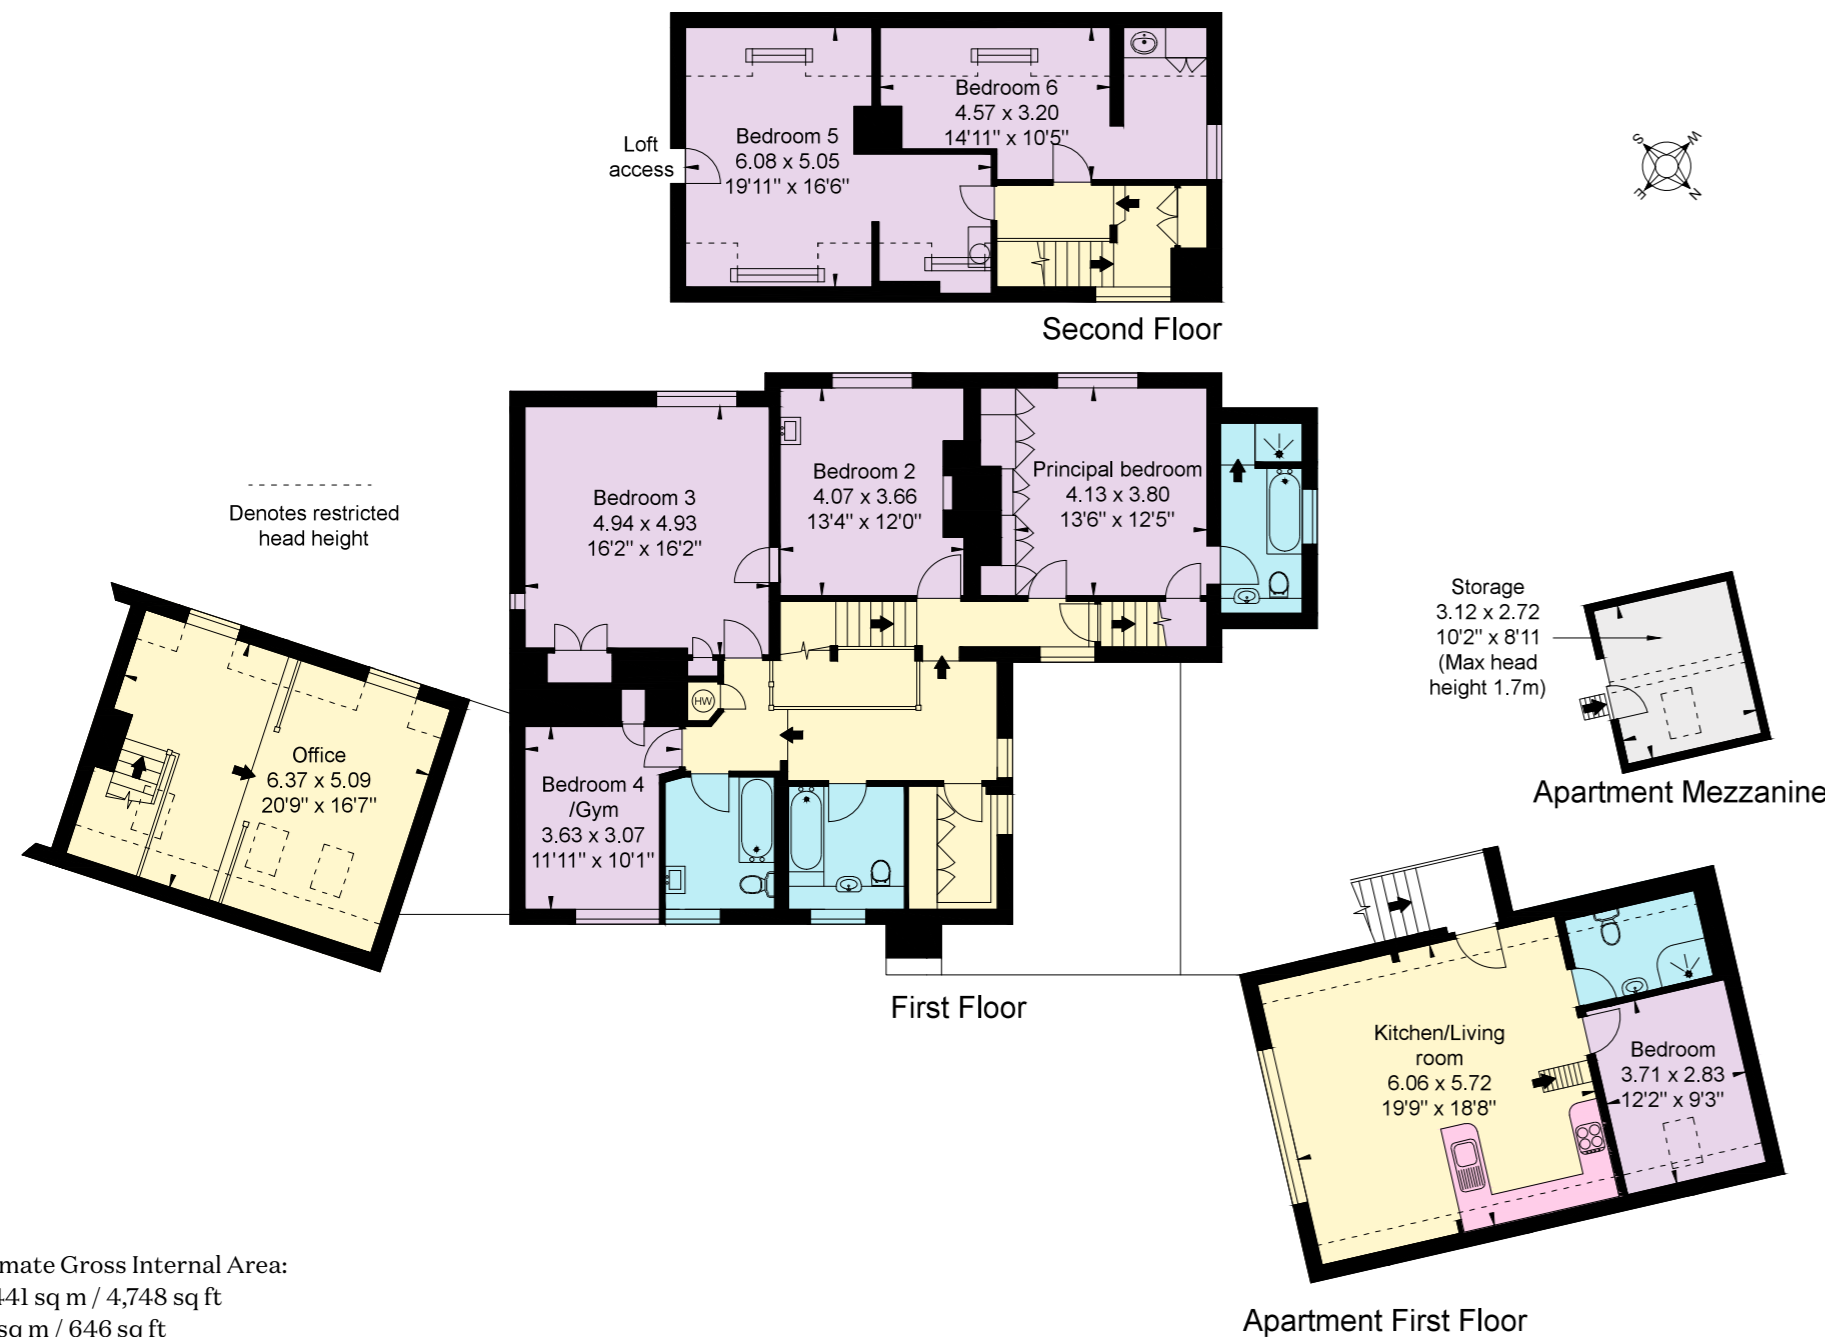 Bedroom 5
6.08 x 5.05
19'11" x 16'6"
Bedroom 6
4.57 x 3.20
14'11" x 10'5"
Loft
access
Second Floor
S
W
E
N
Denotes restricted
head height
Bedroom 3
4.94 x 4.93
16'2" x 16'2"
Bedroom 2
4.07 x 3.66
13'4" x 12'0"
Principal bedroom
4.13 x 3.80
13'6" x 12'5"
HW
Office
6.37 x 5.09
20'9" x 16'7"
Bedroom 4
/Gym
3.63 x 3.07
11'11" x 10'1"
First Floor
Storage
3.12 x 2.72
10'2" x 8'11
(Max head
height 1.7m)
Apartment Mezzanine
Kitchen/Living
room
6.06 x 5.72
19'9" x 18'8"
Bedroom
3.71 x 2.83
12'2" x 9'3"
Apartment First Floor
mate Gross Internal Area:
441 sq m / 4,748 sq ft
sq m / 646 sq ft